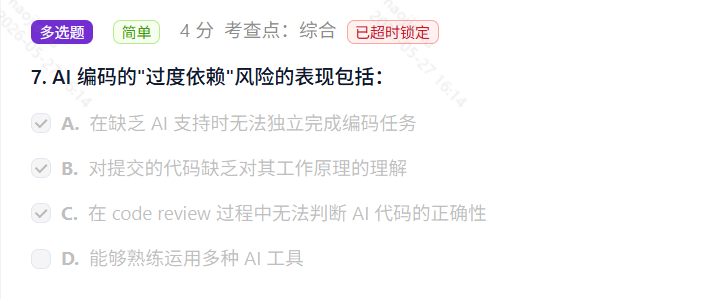 多选题 简单 4 分 考查点：综合 已超时锁定
7. AI 编码的"过度依赖"风险的表现包括：
A. 在缺乏 AI 支持时无法独立完成编码任务
B. 对提交的代码缺乏对其工作原理的理解
C. 在 code review 过程中无法判断 AI 代码的正确性
D. 能够熟练运用多种 AI 工具